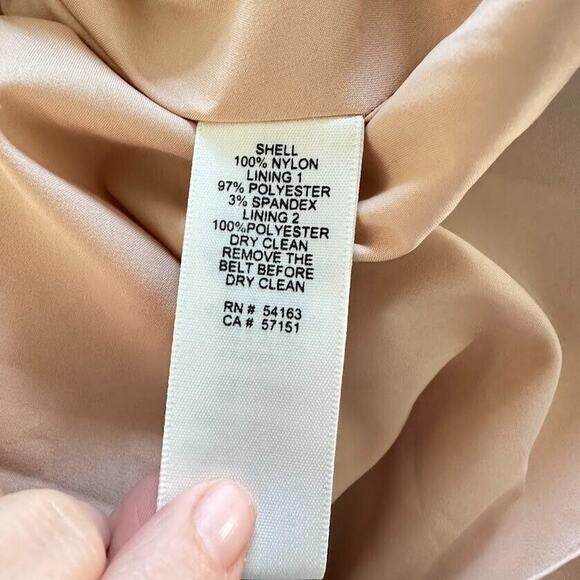 SHELL
100% NYLON
LINING 1
97% POLYESTER
3% SPANDEX
LINING 2
100%POLYESTER
DRY CLEAN
REMOVE THE
BELT BEFORE
DRY CLEAN
RN # 54163
CA # 57151